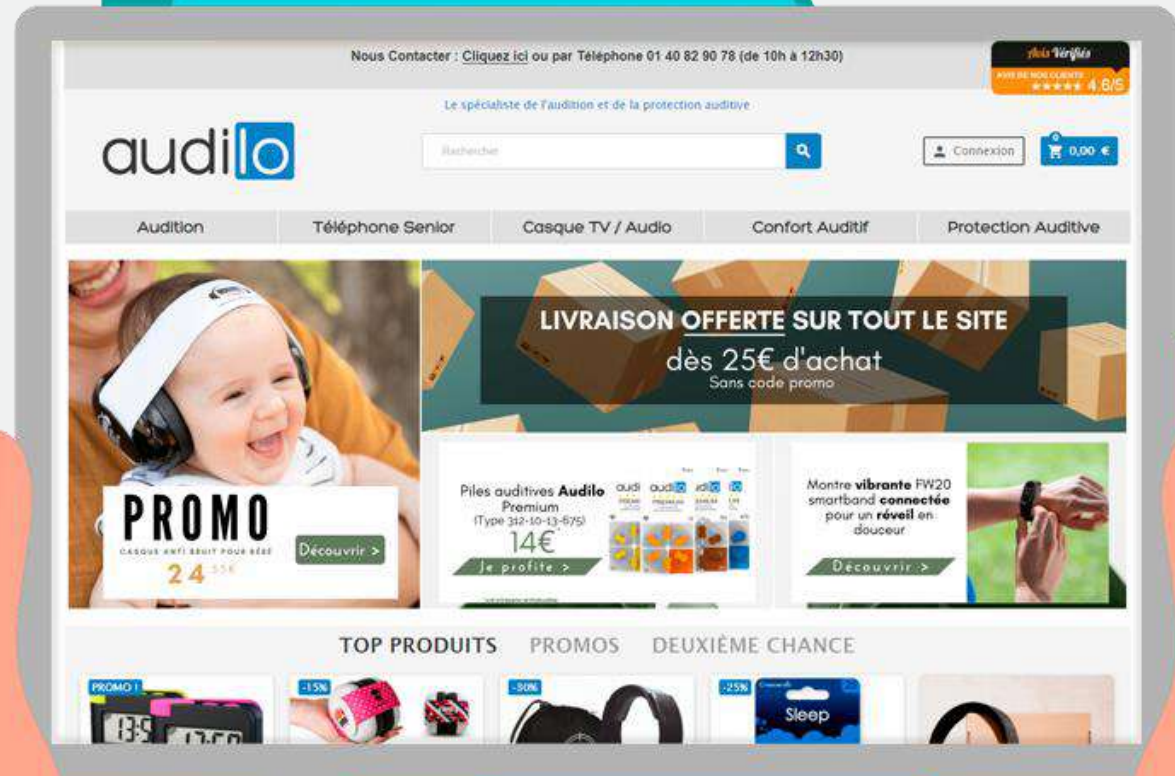 Nous Contacter : Cliquez ici ou par Téléphone 01 40 82 90 78 (de 10h à 12h30)
Avis Vérifiés
AVIS DE NOS CLIENTS
4.6/5
Le spécialiste de l'audition et de la protection auditive
audilo
Rechercher
Connexion
0
0,00 €
Audition
Téléphone Senior
Casque TV / Audio
Confort Auditif
Protection Auditive
LIVRAISON OFFERTE SUR TOUT LE SITE
dès 25€ d'achat
Sans code promo
PROMO
CASQUE ANTI BRUIT POUR BÉBÉ
24
Découvrir >
Piles auditives Audilo
Premium
(Type 312-10-13-675)
14€
Je profite >
Montre vibrante FW20
smartband connectée
pour un réveil en
douceur
Découvrir >
TOP PRODUITS
PROMOS
DEUXIÈME CHANCE
PROMO !
-15%
-30%
-25%
Sleep